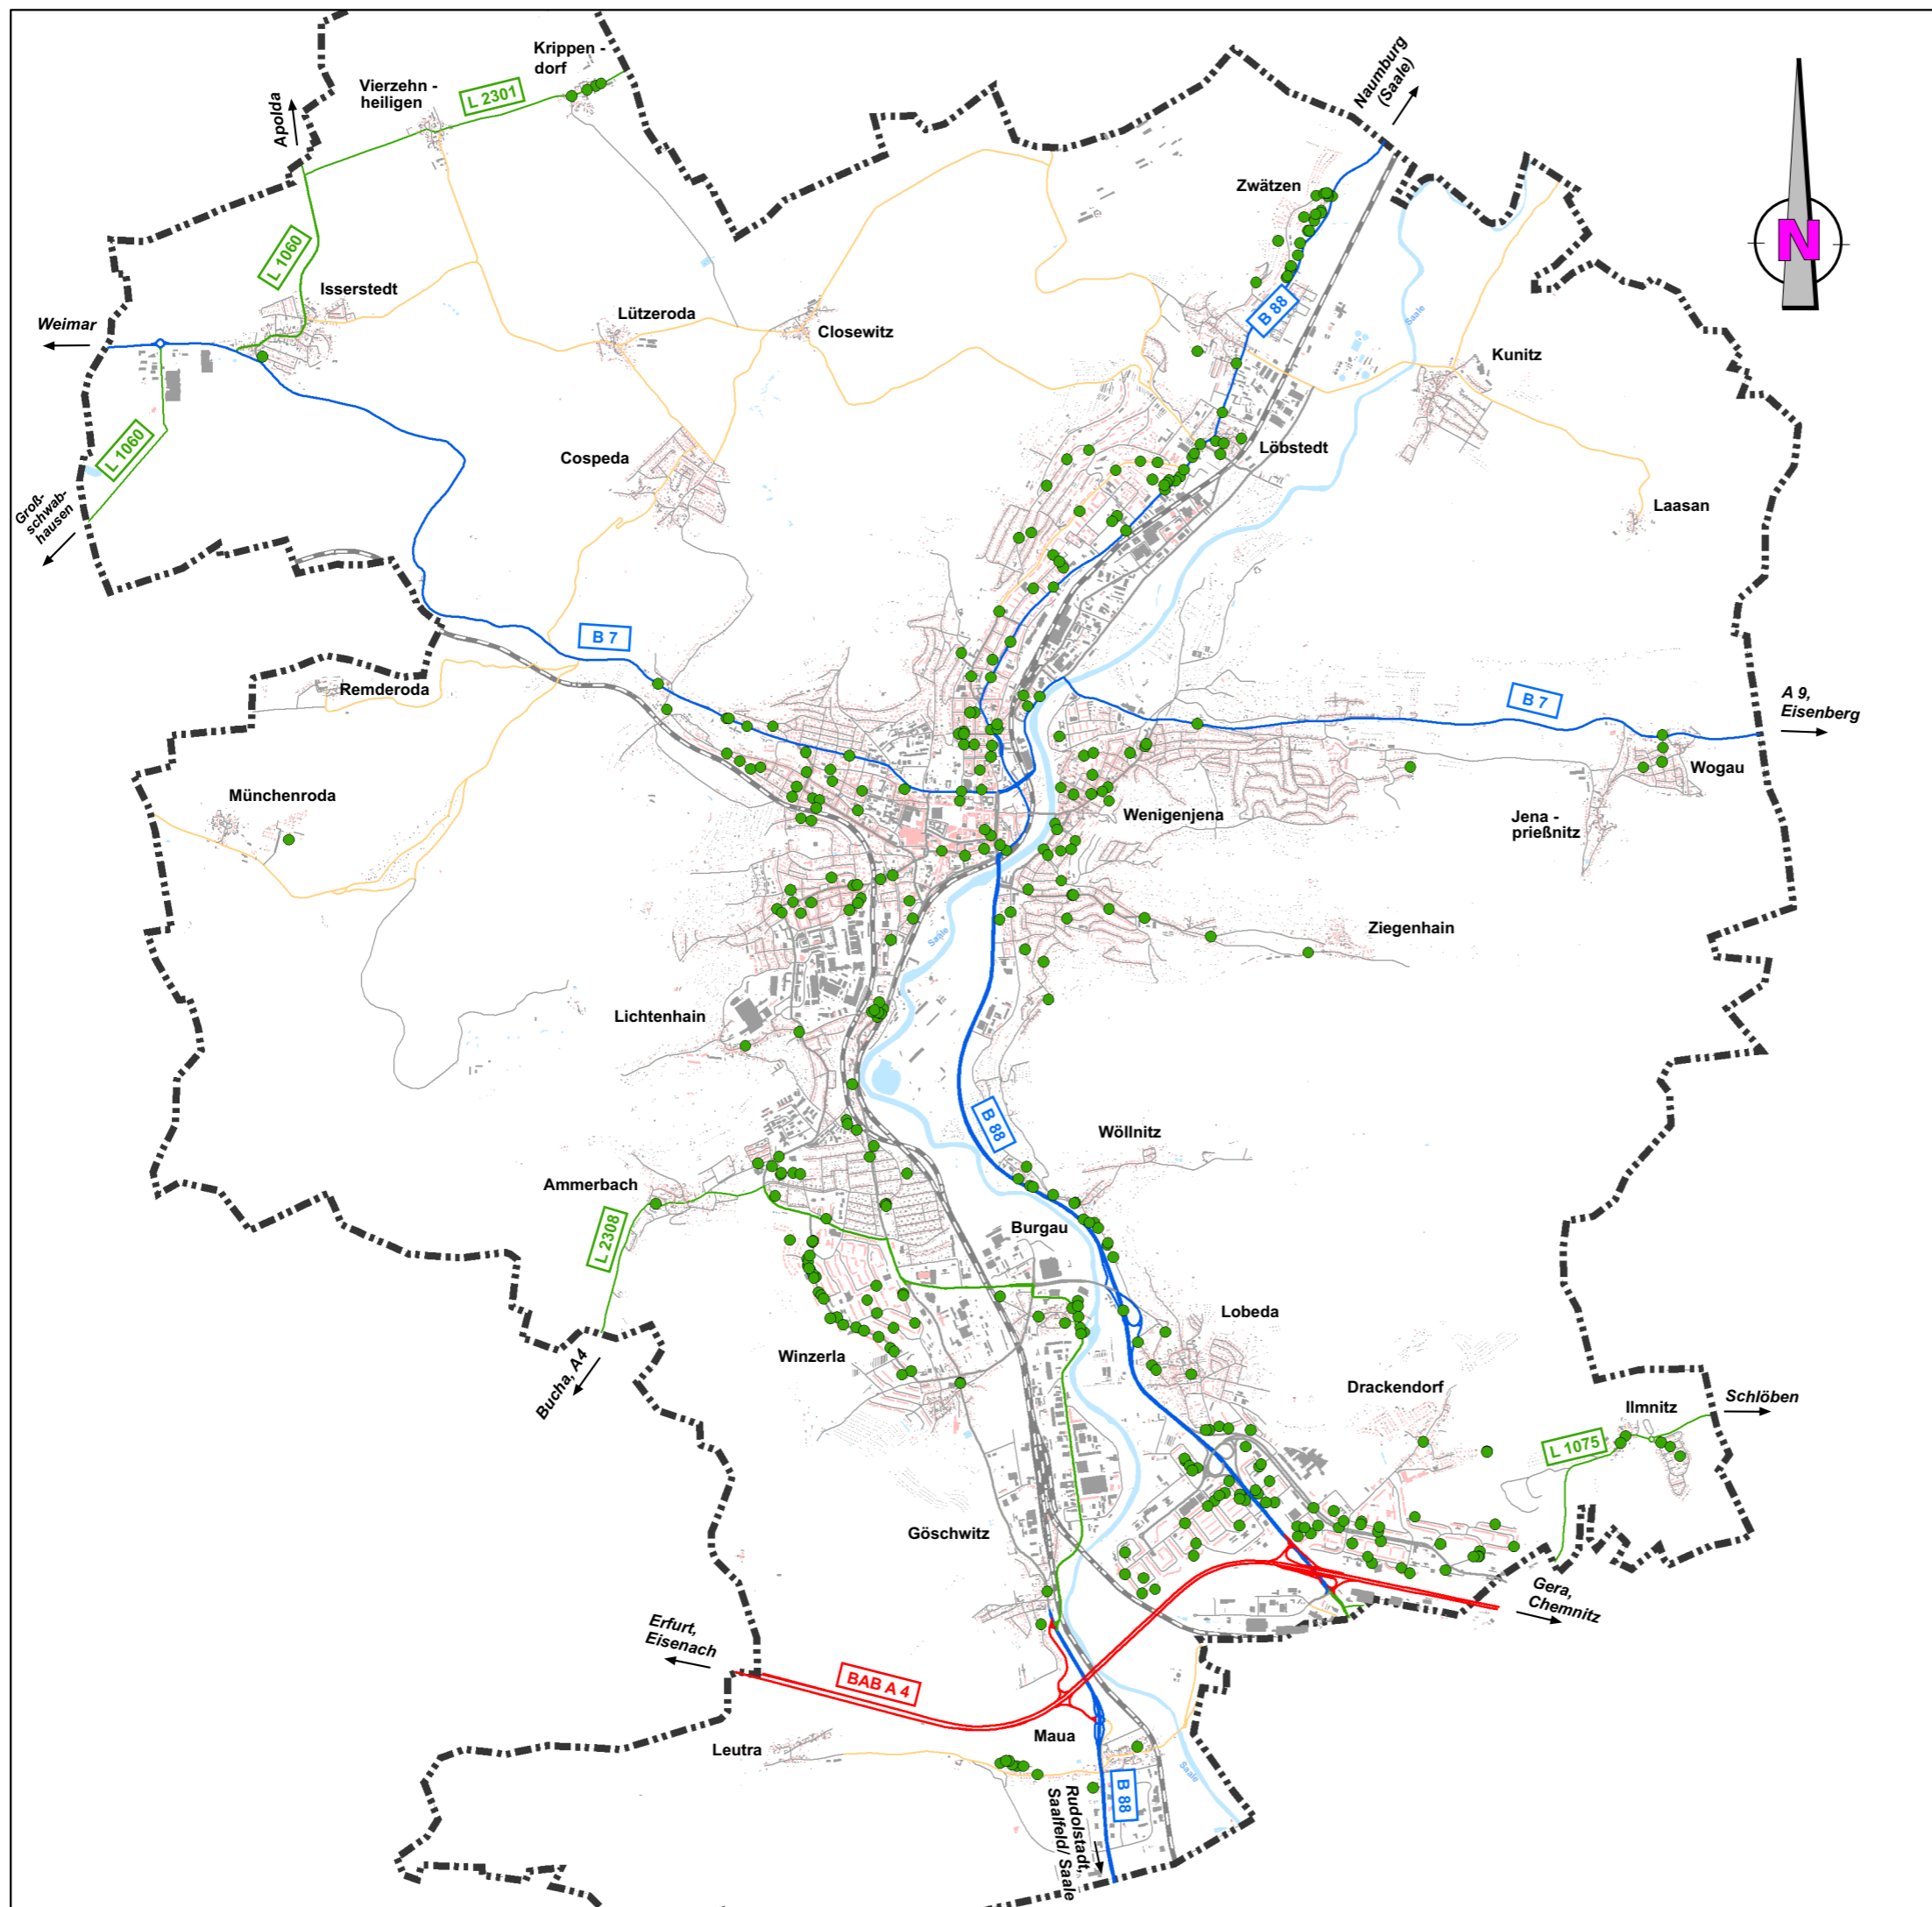 Krippen -
dorf
Vierzehn -
heiligen
L 2301
Apolda
Naumburg
(Saale)
Zwätzen
N
L 1060
Isserstedt
Weimar
Lützeroda
Closewitz
B 88
Saale
Kunitz
L 1060
Groß-
schwab-
hausen
Cospeda
Löbstedt
Laasan
B 7
Remderoda
B 7
A 9,
Eisenberg
Wogau
Münchenroda
Wenigenjena
Jena -
prießnitz
Saale
Ziegenhain
Lichtenhain
B 88
Wöllnitz
Ammerbach
L 2308
Burgau
Lobeda
Winzerla
Bucha, A4
Drackendorf
Ilmnitz
Schlöben
L 1075
Göschwitz
Gera,
Chemnitz
Erfurt,
Eisenach
BAB A 4
Maua
Leutra
B 88
Saale
Rudolstadt,
Saalfeld/ Saale